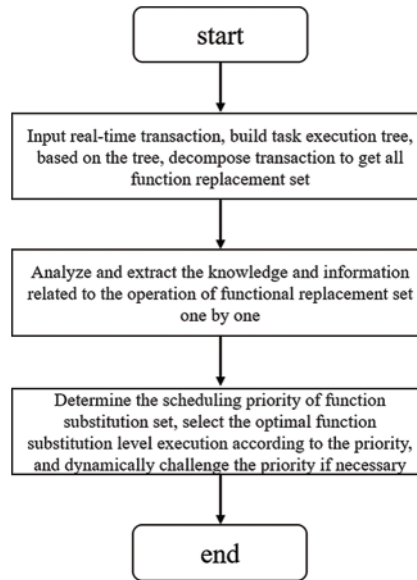 start
Input real-time transaction, build task execution tree,
based on the tree, decompose transaction to get all
function replacement set
Analyze and extract the knowledge and information
related to the operation of functional replacement set
one by one
Determine the scheduling priority of function
substitution set, select the optimal function
substitution level execution according to the priority,
and dynamically challenge the priority if necessary
end